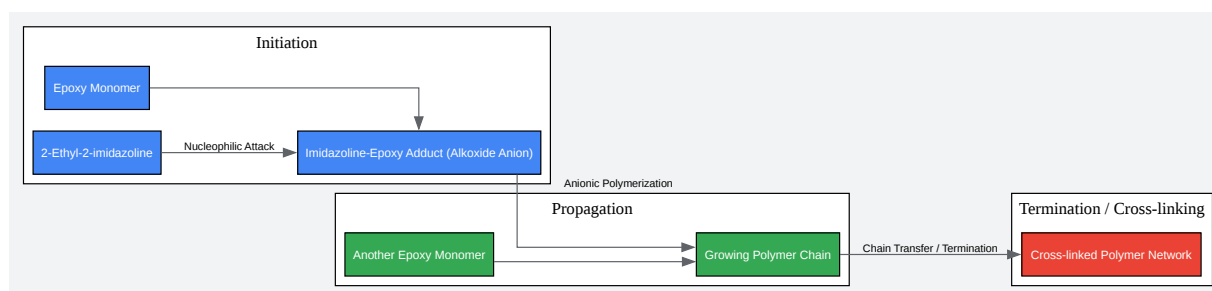 Initiation
Epoxy Monomer
2-Ethyl-2-imidazoline
Nucleophilic Attack
Imidazoline-Epoxy Adduct (Alkoxide Anion)
Anionic Polymerization
Propagation
Another Epoxy Monomer
Growing Polymer Chain
Chain Transfer / Termination
Termination / Cross-linking
Cross-linked Polymer Network